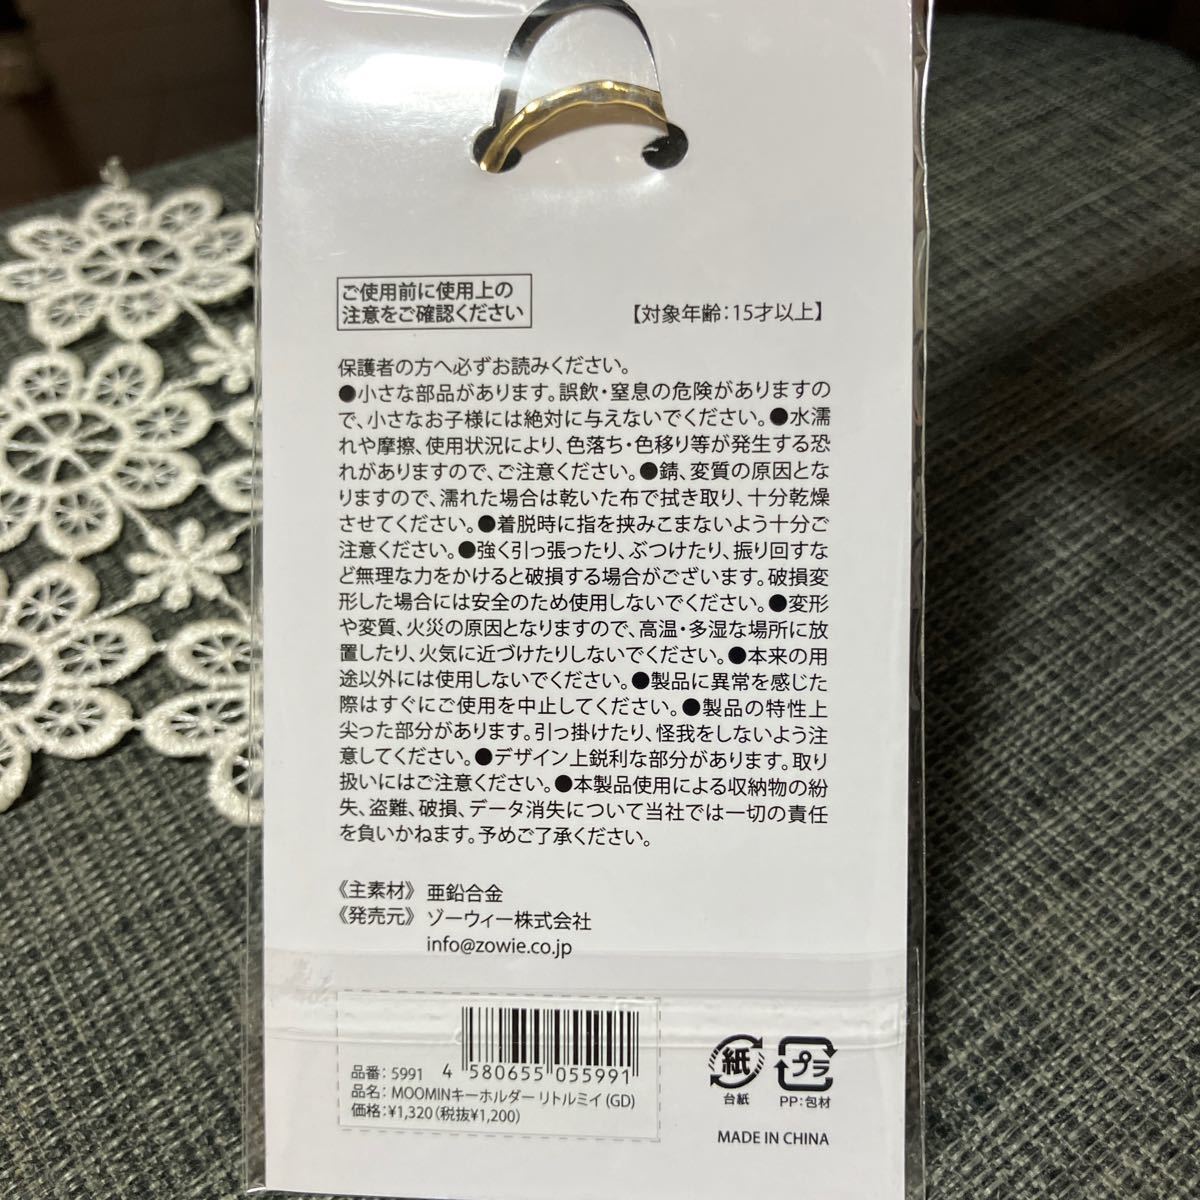 ご使用前に使用上の
注意をご確認ください
【対象年齢：15才以上】
保護者の方へ必ずお読みください。
●小さな部品があります。誤飲・窒息の危険がありますの
で、小さなお子様には絶対に与えないでください。●水濡
れや摩擦、使用状況により、色落ち・色移り等が発生する恐
れがありますので、ご注意ください。●錆、変質の原因とな
りますので、濡れた場合は乾いた布で拭き取り、十分乾燥
させてください。●着脱時に指を挟みこまないよう十分ご
注意ください。●強く引っ張ったり、ぶつけたり、振り回すな
ど無理な力をかけると破損する場合がございます。破損変
形した場合には安全のため使用しないでください。●変形
や変質、火災の原因となりますので、高温・多湿な場所に放
置したり、火気に近づけたりしないでください。●本来の用
途以外には使用しないでください。●製品に異常を感じた
際はすぐにご使用を中止してください。●製品の特性上
尖った部分があります。引っ掛けたり、怪我をしないよう注
意してください。●デザイン上鋭利な部分があります。取り
扱いにはご注意ください。●本製品使用による収納物の紛
失、盗難、破損、データ消失について当社では一切の責任
を負いかねます。予めご了承ください。
《主素材》 亜鉛合金
《発売元》 ゾーウィー株式会社
info@zowie.co.jp
品番：5991
4 580655 055991
品名：MOOMINキーホルダー リトルミイ (GD)
価格：¥1,320（税抜¥1,200）
紙
台紙
プラ
PP：包材
MADE IN CHINA